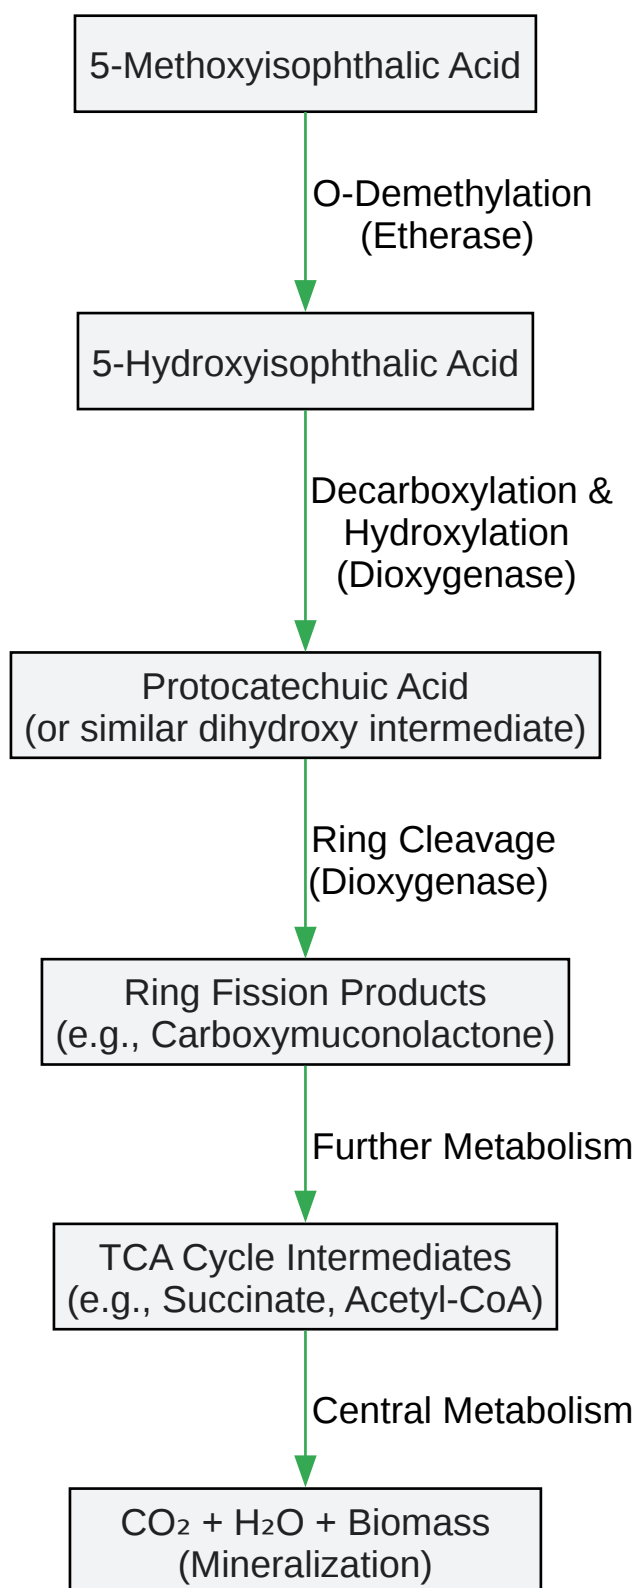 5-Methoxyisophthalic Acid
O-Demethylation
(Etherase)
5-Hydroxyisophthalic Acid
Decarboxylation &
Hydroxylation
(Dioxygenase)
Protocatechuic Acid
(or similar dihydroxy intermediate)
Ring Cleavage
(Dioxygenase)
Ring Fission Products
(e.g., Carboxymuconolactone)
Further Metabolism
TCA Cycle Intermediates
(e.g., Succinate, Acetyl-CoA)
Central Metabolism
CO₂ + H₂O + Biomass
(Mineralization)